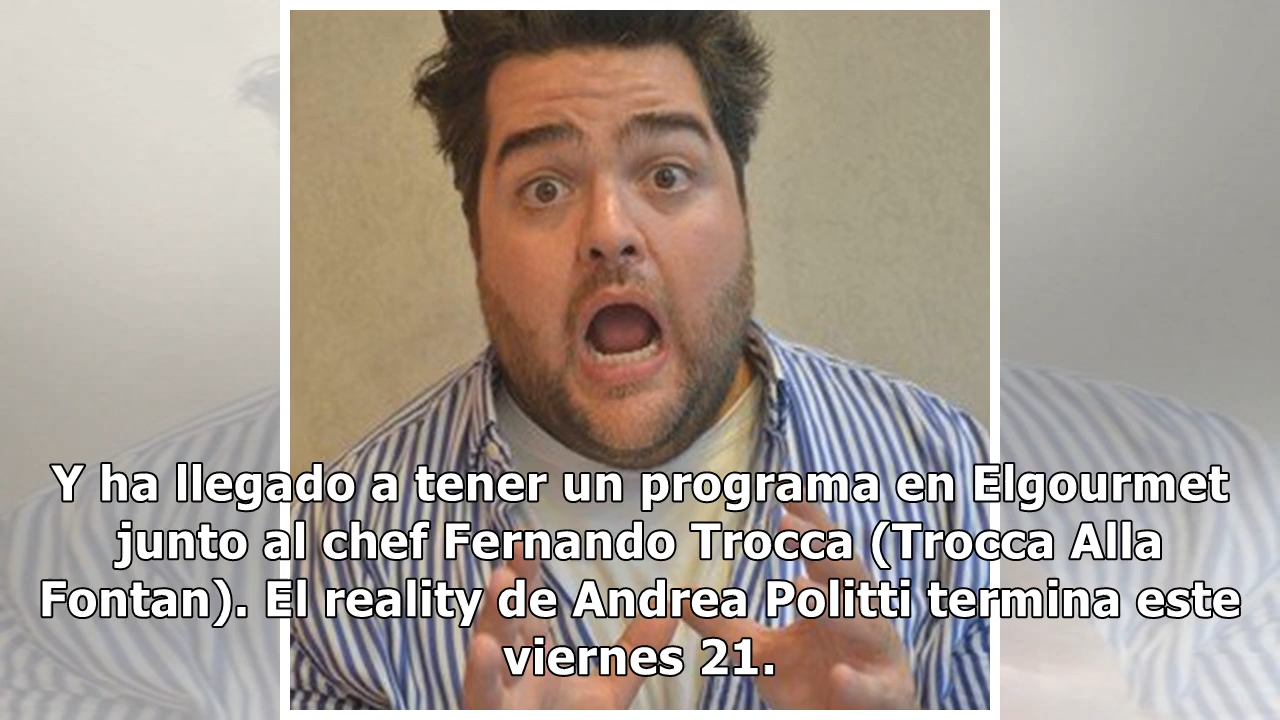 Y ha llegado a tener un programa en Elgourmet
junto al chef Fernando Trocca (Trocca Alla
Fontan). El reality de Andrea Politti termina este
viernes 21.